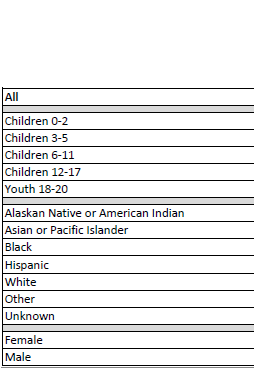 All
Children 0-2
Children 3-5
Children 6-11
Children 12-17
Youth 18-20
Alaskan Native or American Indian
Asian or Pacific Islander
Black
Hispanic
White
Other
Unknown
Female
Male